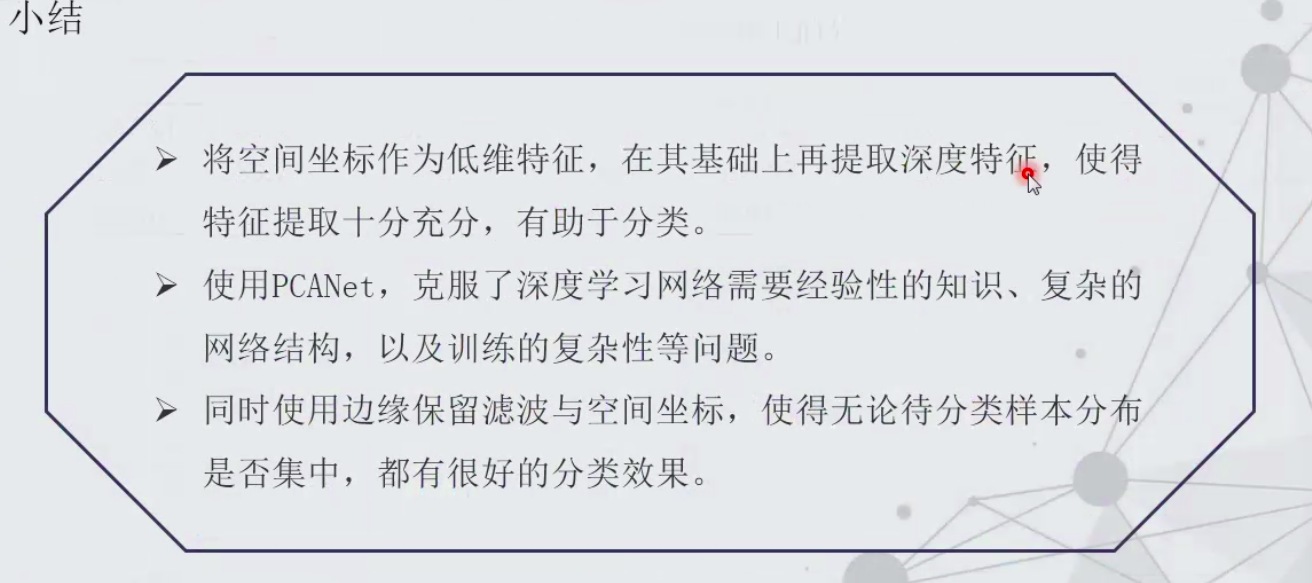 小结
➢ 将空间坐标作为低维特征，在其基础上再提取深度特征，使得
特征提取十分充分，有助于分类。
➢ 使用PCANet，克服了深度学习网络需要经验性的知识、复杂的
网络结构，以及训练的复杂性等问题。
➢ 同时使用边缘保留滤波与空间坐标，使得无论待分类样本分布
是否集中，都有很好的分类效果。